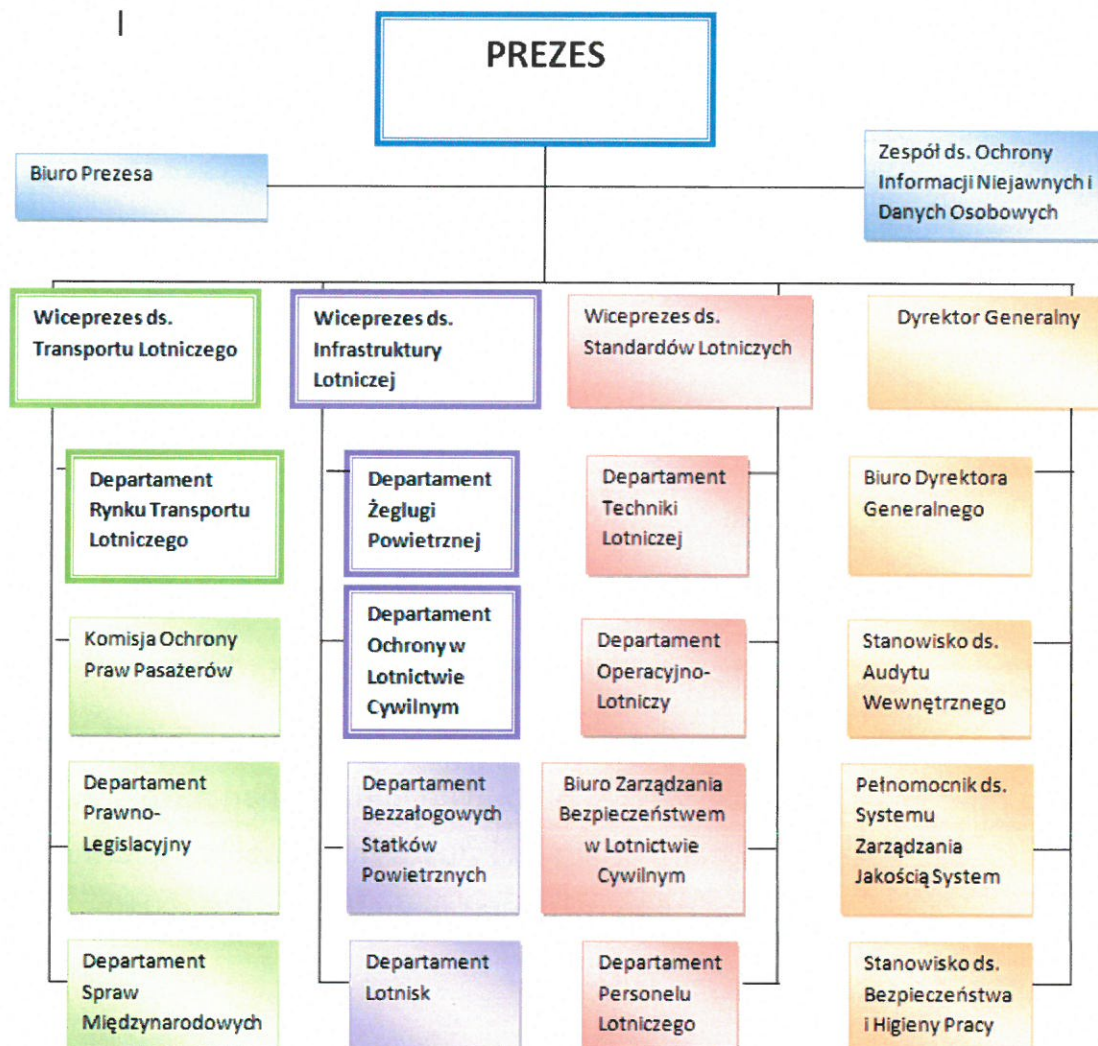 PREZES
Biuro Prezesa
Zespół ds. Ochrony
Informacji Niejawnych i
Danych Osobowych
Wiceprezes ds.
Transportu Lotniczego
Wiceprezes ds.
Infrastruktury
Lotniczej
Wiceprezes ds.
Standardów Lotniczych
Dyrektor Generalny
Departament
Rynku Transportu
Lotniczego
Departament
Żeglugi
Powietrznej
Departament
Techniki
Lotniczej
Biuro Dyrektora
Generalnego
Komisja Ochrony
Praw Pasażerów
Departament
Ochrony w
Lotnictwie
Cywilnym
Departament
Operacyjno-
Lotniczy
Stanowisko ds.
Audytu
Wewnętrznego
Departament
Prawno-
Legislacyjny
Departament
Bezzałogowych
Statków
Powietrznych
Biuro Zarządzania
Bezpieczeństwem
w Lotnictwie
Cywilnym
Pełnomocnik ds.
Systemu
Zarządzania
Jakością System
Departament
Spraw
Międzynarodowych
Departament
Lotnisk
Departament
Personelu
Lotniczego
Stanowisko ds.
Bezpieczeństwa
i Higieny Pracy